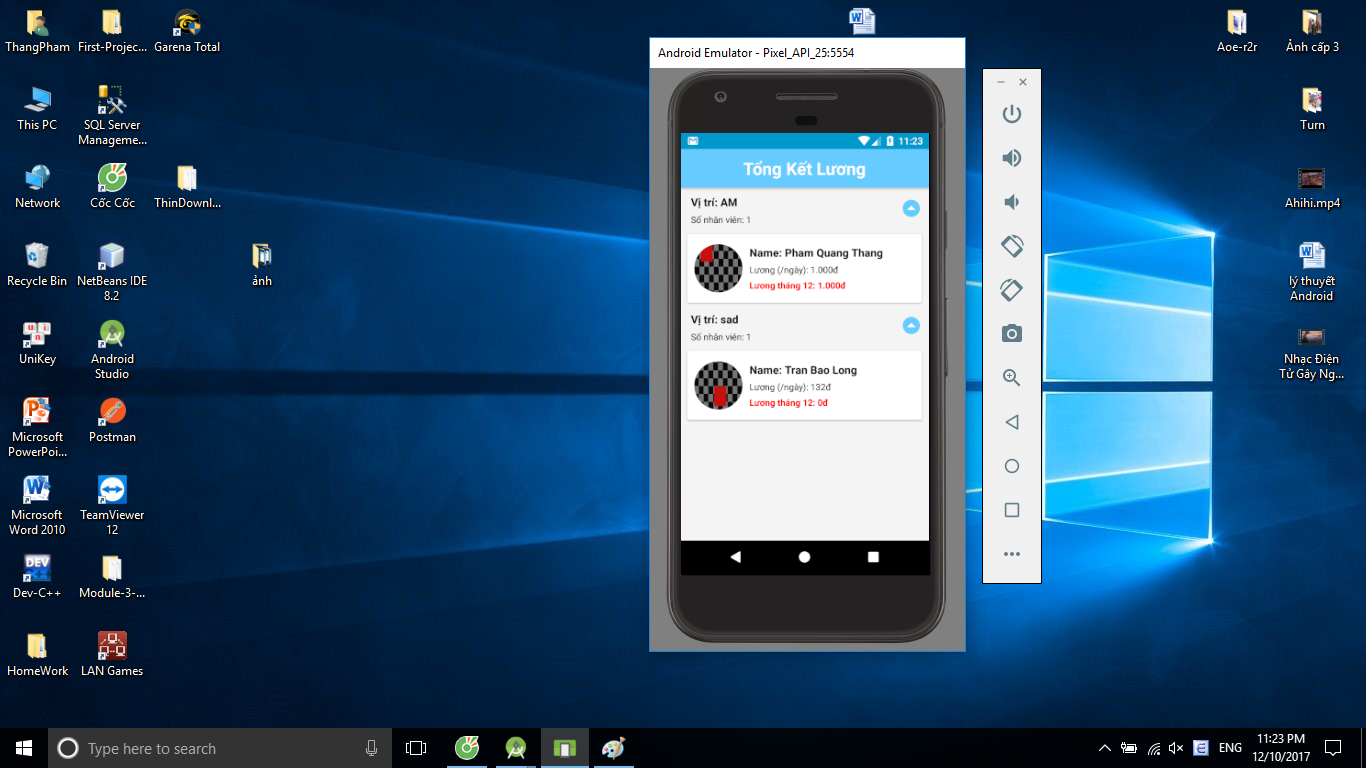 ThangPham
First-Projec...
Garena Total
This PC
SQL Server
Manageme...
Network
Cốc Cốc
ThinDownl...
Recycle Bin
NetBeans IDE
8.2
ảnh
UniKey
Android
Studio
Microsoft
PowerPoi...
Postman
Microsoft
Word 2010
TeamViewer
12
Dev-C++
Module-3-...
HomeWork
LAN Games
Android Emulator - Pixel_API_25:5554
11:23
Tổng Kết Lương
Vị trí: AM
Số nhân viên: 1
Name: Pham Quang Thang
Lương (/ngày): 1.000đ
Lương tháng 12: 1.000đ
Vị trí: sad
Số nhân viên: 1
Name: Tran Bao Long
Lương (/ngày): 132đ
Lương tháng 12: 0đ
Aoe-r2r
Ảnh cấp 3
Turn
Ahihi.mp4
lý thuyết
Android
Nhạc Điện
Tử Gây Ng...
Type here to search
ENG
11:23 PM
12/10/2017